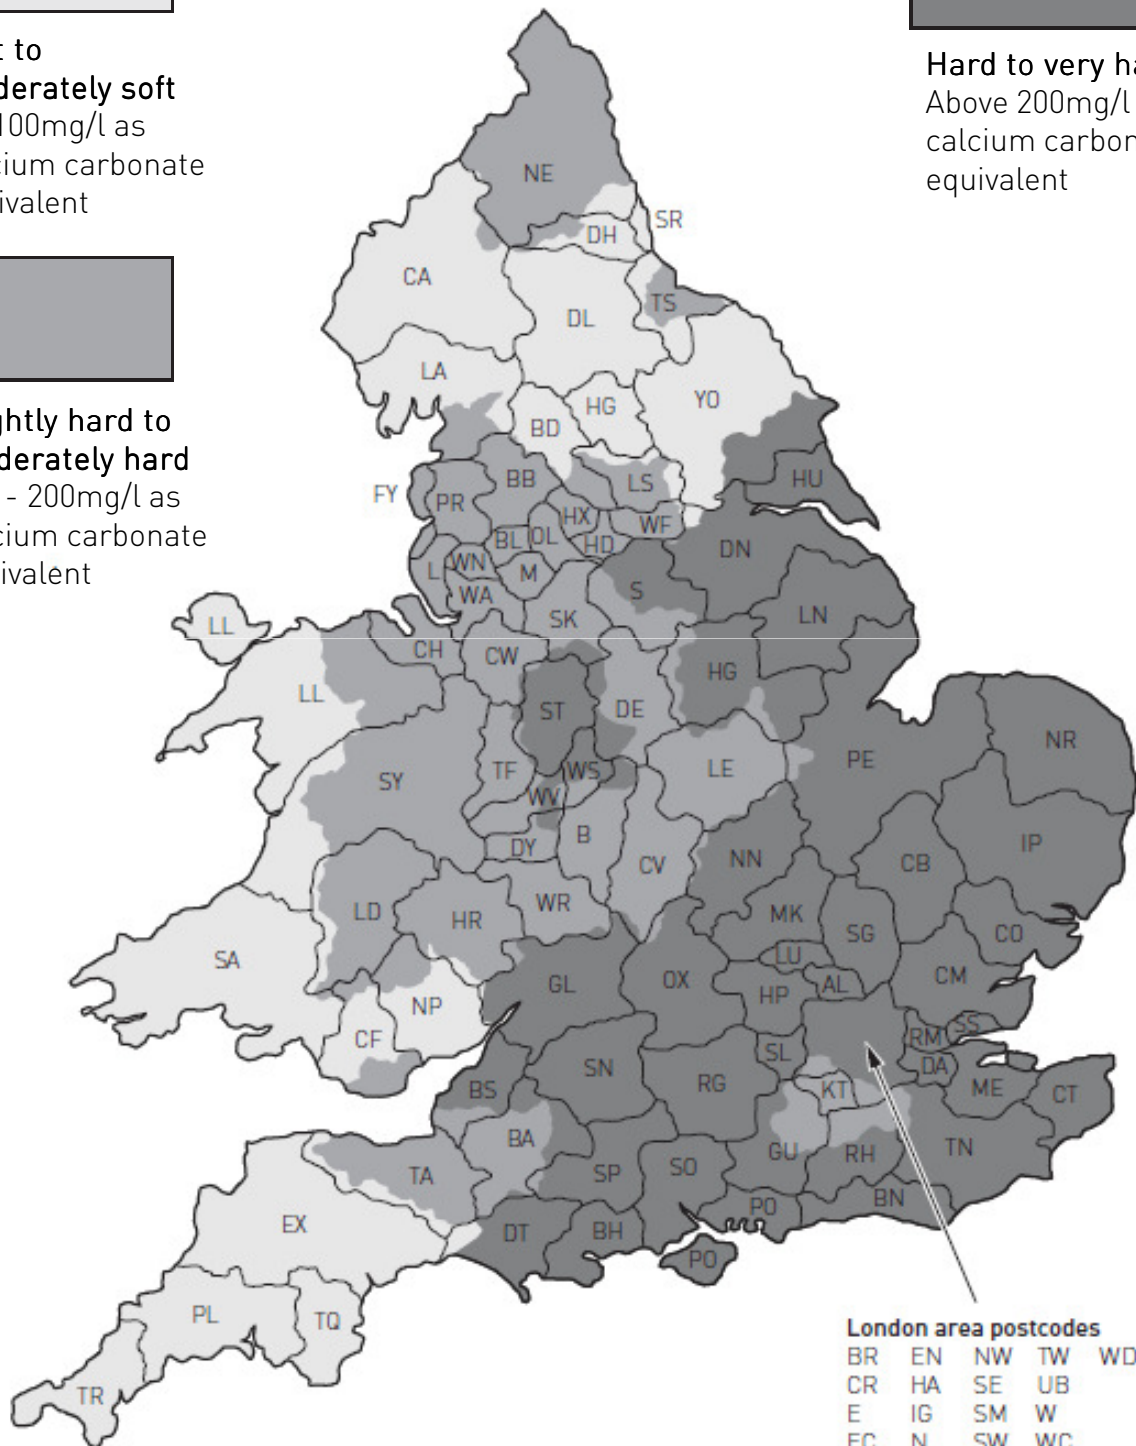 t to
derately soft
100mg/l as
cium carbonate
ivalent
ghtly hard to
derately hard
- 200mg/l as
cium carbonate
ivalent
Hard to very ha
Above 200mg/l
calcium carbon
equivalent
NE
SR
DH
CA
TS
DL
LA
YO
HG
BD
BB
LS
HU
FY
PR
HX
WF
BL
OL
HD
DN
L
WN
M
S
WA
SK
LN
LL
CH
CW
HG
LL
ST
DE
NR
SY
TF
WS
LE
PE
WV
B
DY
CV
NN
CB
IP
LD
HR
WR
MK
SG
CO
SA
LU
GL
OX
HP
AL
CM
NP
CF
SS
RM
SL
DA
SN
RG
KT
ME
CT
BS
BA
GU
RH
TN
TA
SP
SO
BN
EX
DT
BH
PO
PO
PL
TQ
TR
London area postcodes
BR EN NW TW WD
CR HA SE UB
E IG SM W
EC N SW WC